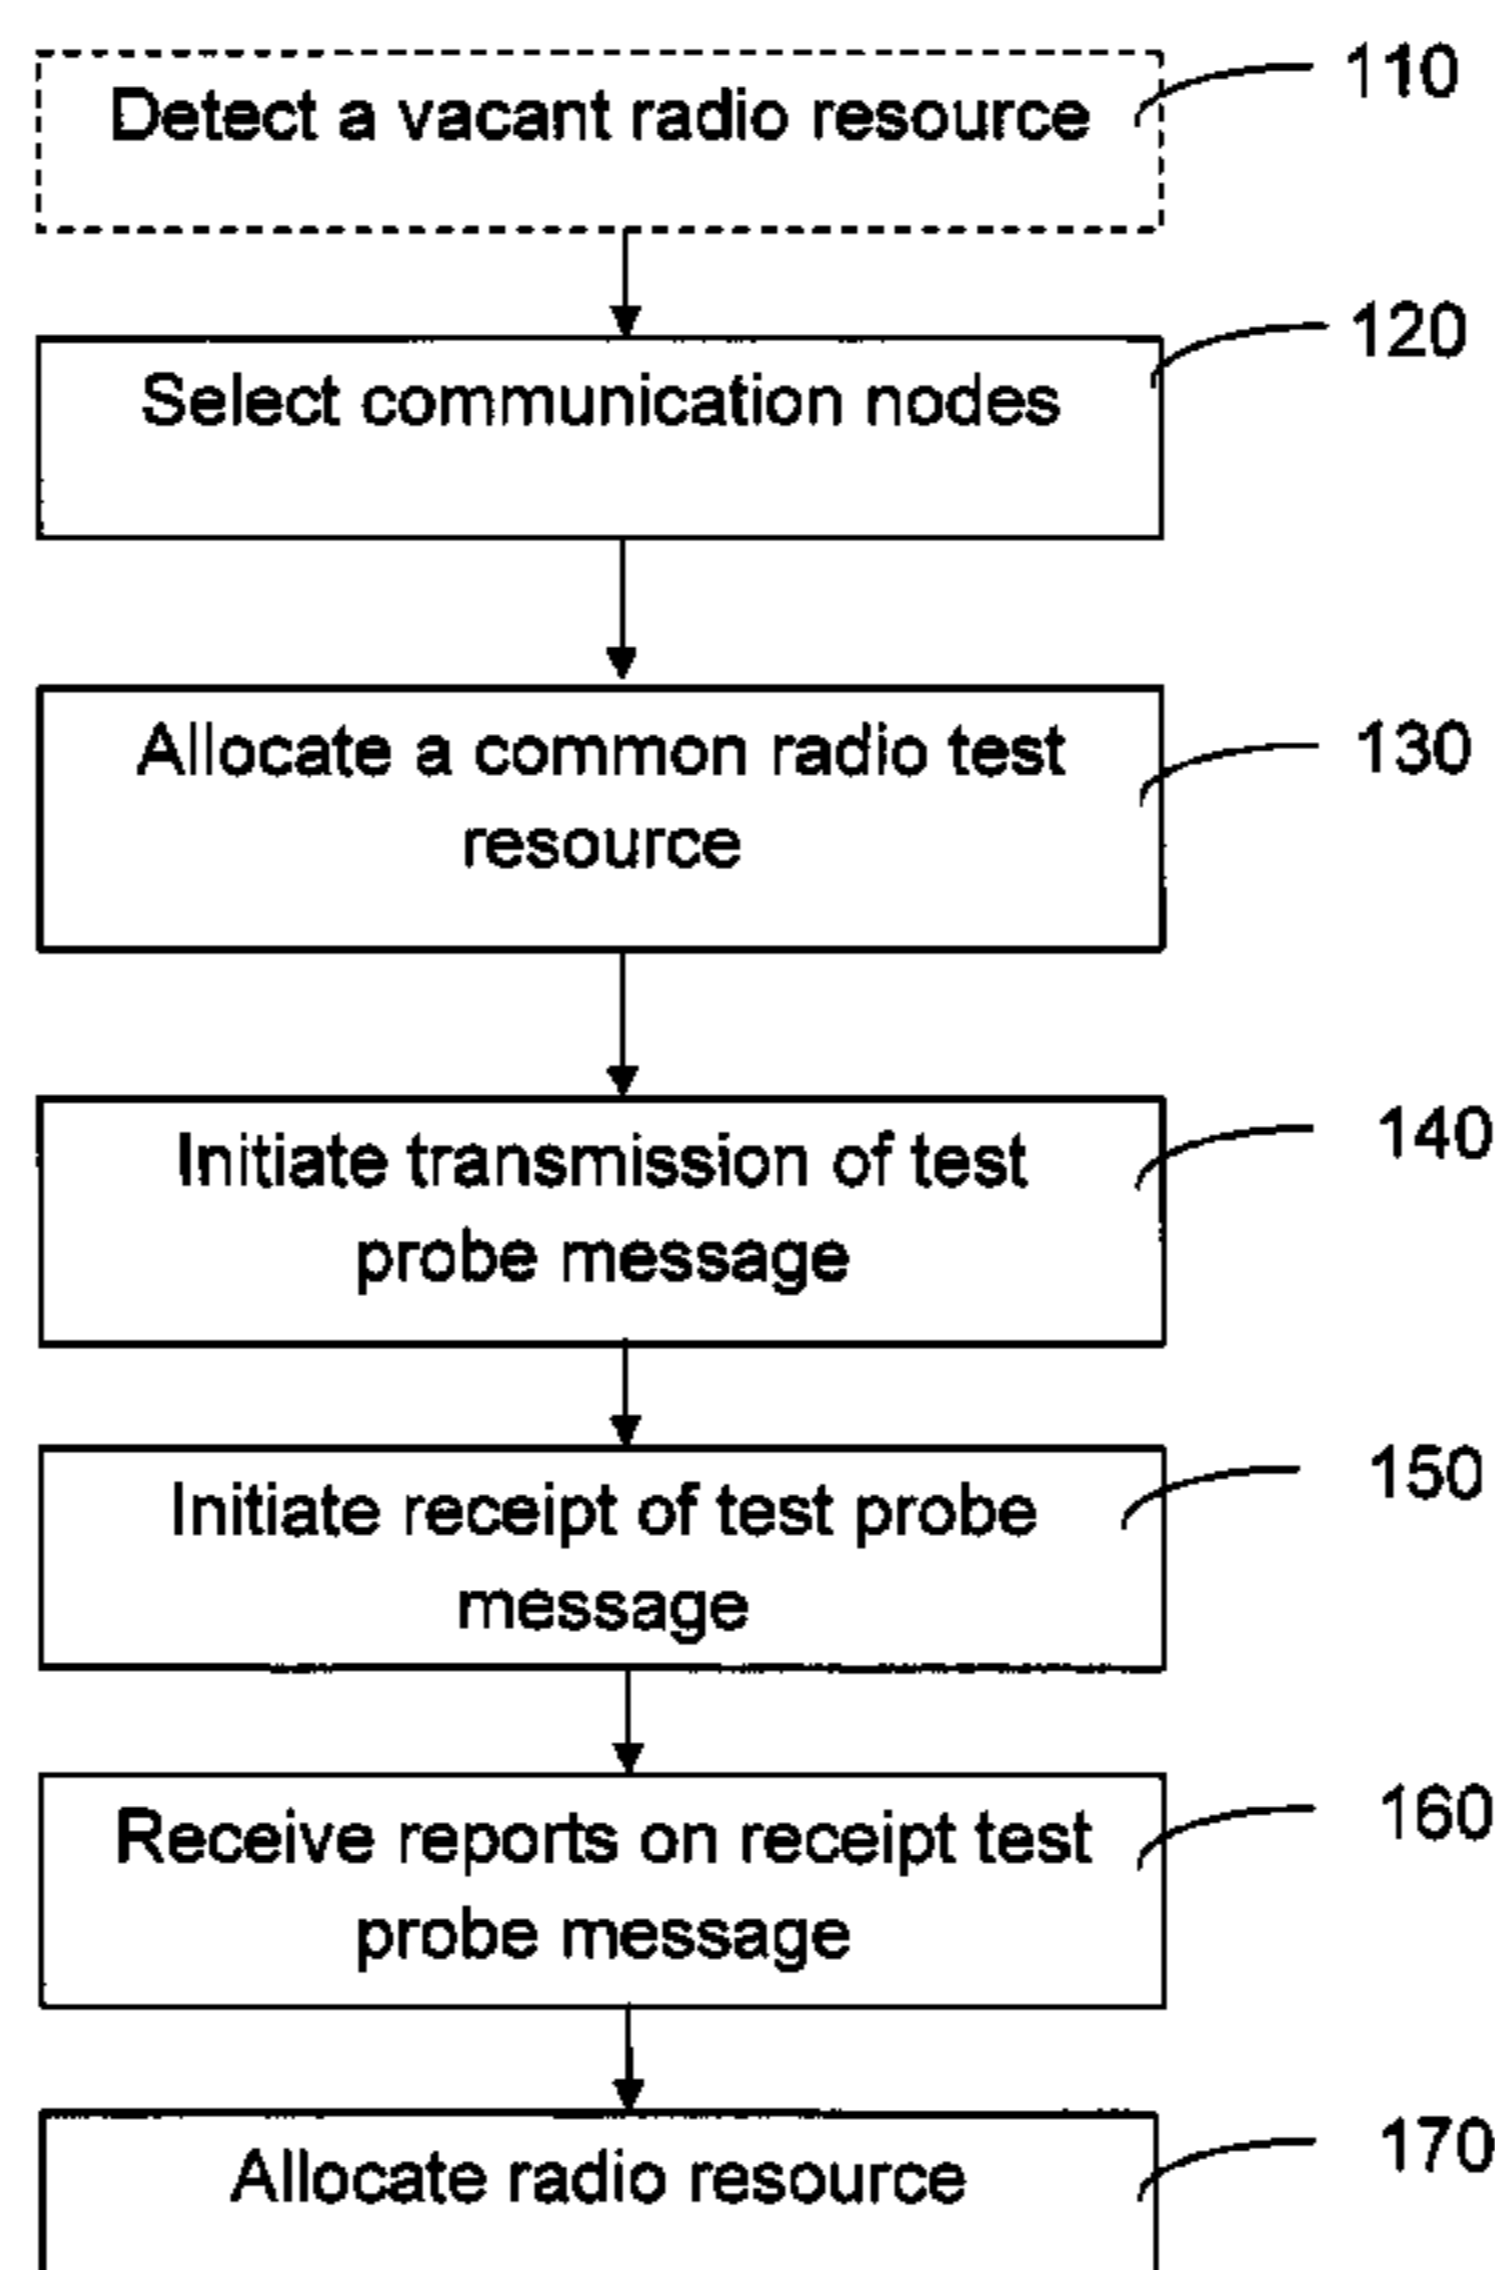 Detect a vacant radio resource
110
Select communication nodes
120
Allocate a common radio test
resource
130
Initiate transmission of test
probe message
140
Initiate receipt of test probe
message
150
Receive reports on receipt test
probe message
160
Allocate radio resource
170